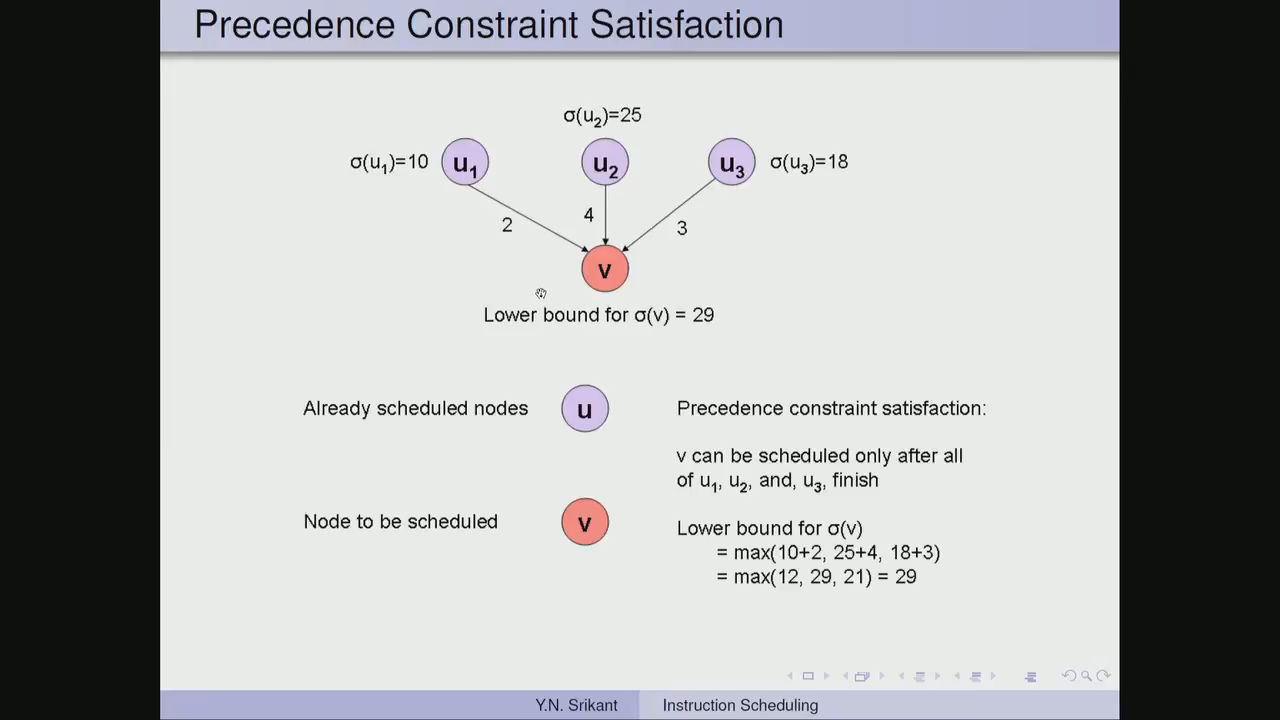 Precedence Constraint Satisfaction
σ(u2)=25
σ(u1)=10 u1 u2 u3 σ(u3)=18
2 4 3
v
Lower bound for σ(v) = 29
Already scheduled nodes u Precedence constraint satisfaction:
v can be scheduled only after all
of u1, u2, and, u3, finish
Node to be scheduled v
Lower bound for σ(v)
= max(10+2, 25+4, 18+3)
= max(12, 29, 21) = 29
Y.N. Srikant Instruction Scheduling